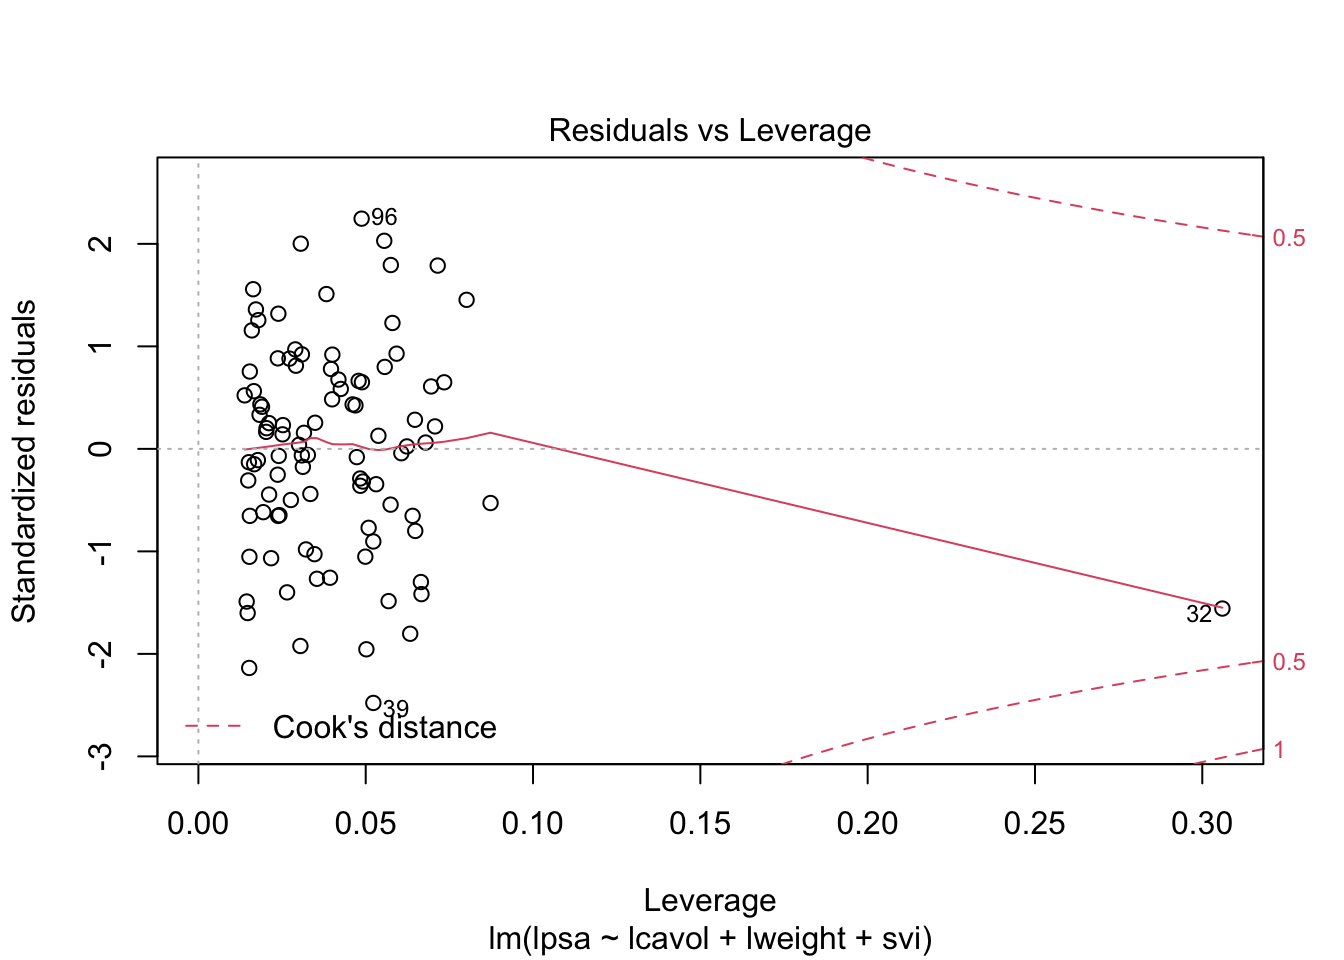 Residuals vs Leverage
Standardized residuals
2
1
0
-1
-2
-3
96
32
39
0.5
0.5
1
Cook's distance
0.00 0.05 0.10 0.15 0.20 0.25 0.30
Leverage
lm(lpsa ~ lcavol + lweight + svi)